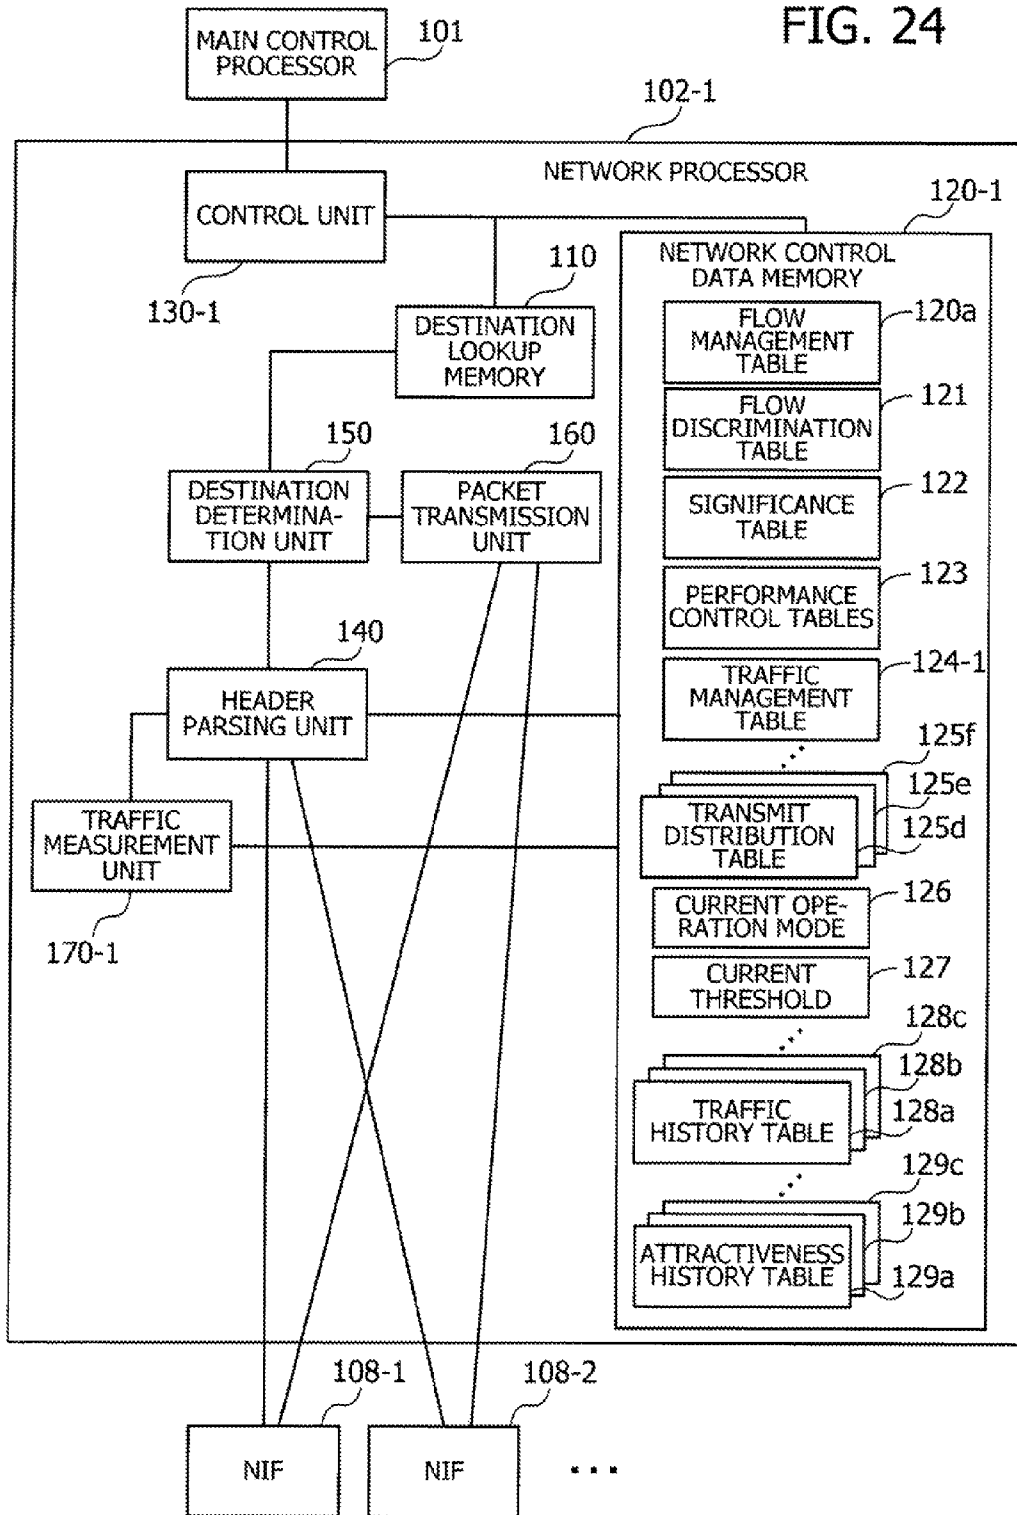 FIG. 24
MAIN CONTROL
PROCESSOR
101
102-1
NETWORK PROCESSOR
CONTROL UNIT
130-1
120-1
NETWORK CONTROL
DATA MEMORY
110
DESTINATION
LOOKUP
MEMORY
FLOW
MANAGEMENT
TABLE
120a
FLOW
DISCRIMINATION
TABLE
121
150
DESTINATION
DETERMINA-
TION UNIT
160
PACKET
TRANSMISSION
UNIT
SIGNIFICANCE
TABLE
122
PERFORMANCE
CONTROL TABLES
123
140
HEADER
PARSING UNIT
TRAFFIC
MANAGEMENT
TABLE
124-1
TRAFFIC
MEASUREMENT
UNIT
170-1
125f
125e
125d
TRANSMIT
DISTRIBUTION
TABLE
CURRENT OPE-
RATION MODE
126
CURRENT
THRESHOLD
127
128c
128b
128a
TRAFFIC
HISTORY TABLE
129c
129b
129a
ATTRACTIVENESS
HISTORY TABLE
108-1
NIF
108-2
NIF
...